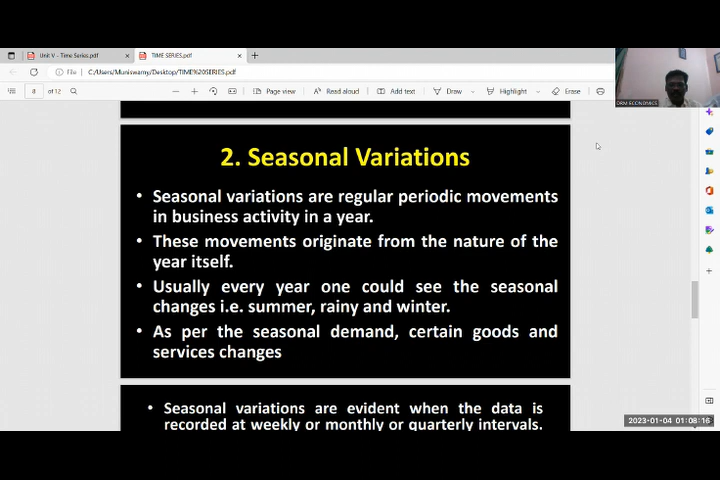 Unit V - Time Series.pdf
TIME SERIES.pdf
File
C:/Users/Muniswamy/Desktop/TIME%20SERIES.pdf
8 of 12
Page view
Read aloud
Add text
Draw
Highlight
Erase
DRM ECONOMICS
2. Seasonal Variations
• Seasonal variations are regular periodic movements
in business activity in a year.
• These movements originate from the nature of the
year itself.
• Usually every year one could see the seasonal
changes i.e. summer, rainy and winter.
• As per the seasonal demand, certain goods and
services changes
• Seasonal variations are evident when the data is
recorded at weekly or monthly or quarterly intervals.
2023-01-04 01:08:16